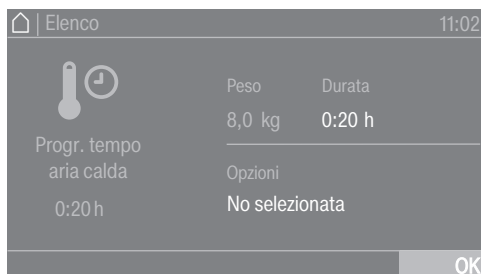 | Elenco
11:02
Progr. tempo
aria calda
0:20 h
Peso
Durata
8,0 kg
0:20 h
Opzioni
No selezionata
OK